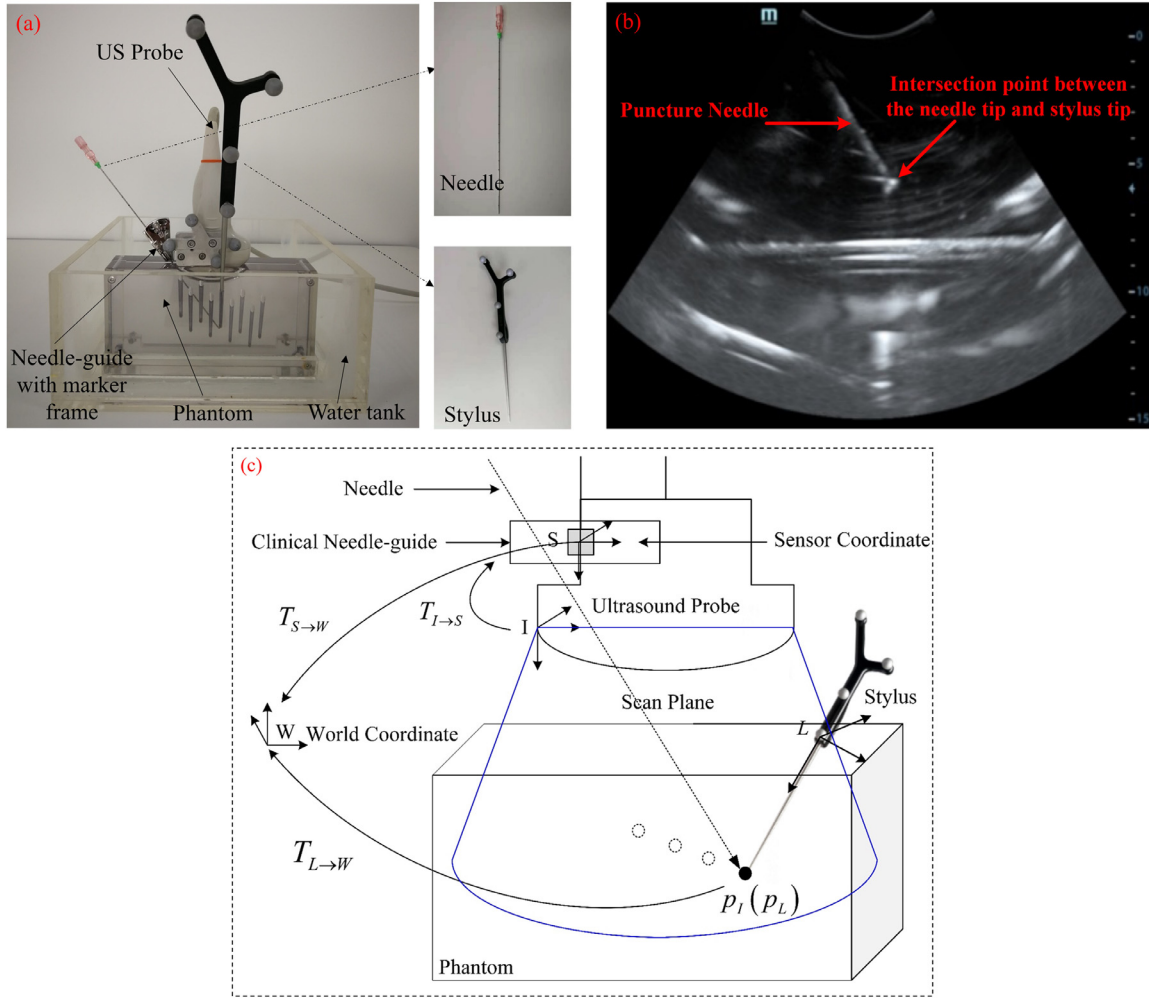 (a)
US Probe
Needle
Needle-guide
with marker
frame
Phantom
Water tank
Stylus
(b)
m
Puncture Needle
Intersection point between
the needle tip and stylus tip
0
5
4
10
15
(c)
Needle
Clinical Needle-guide
S
Sensor Coordinate
T_{S→W}
T_{I→S}
Ultrasound Probe
I
Scan Plane
Stylus
L
W World Coordinate
T_{L→W}
p_I (p_L)
Phantom